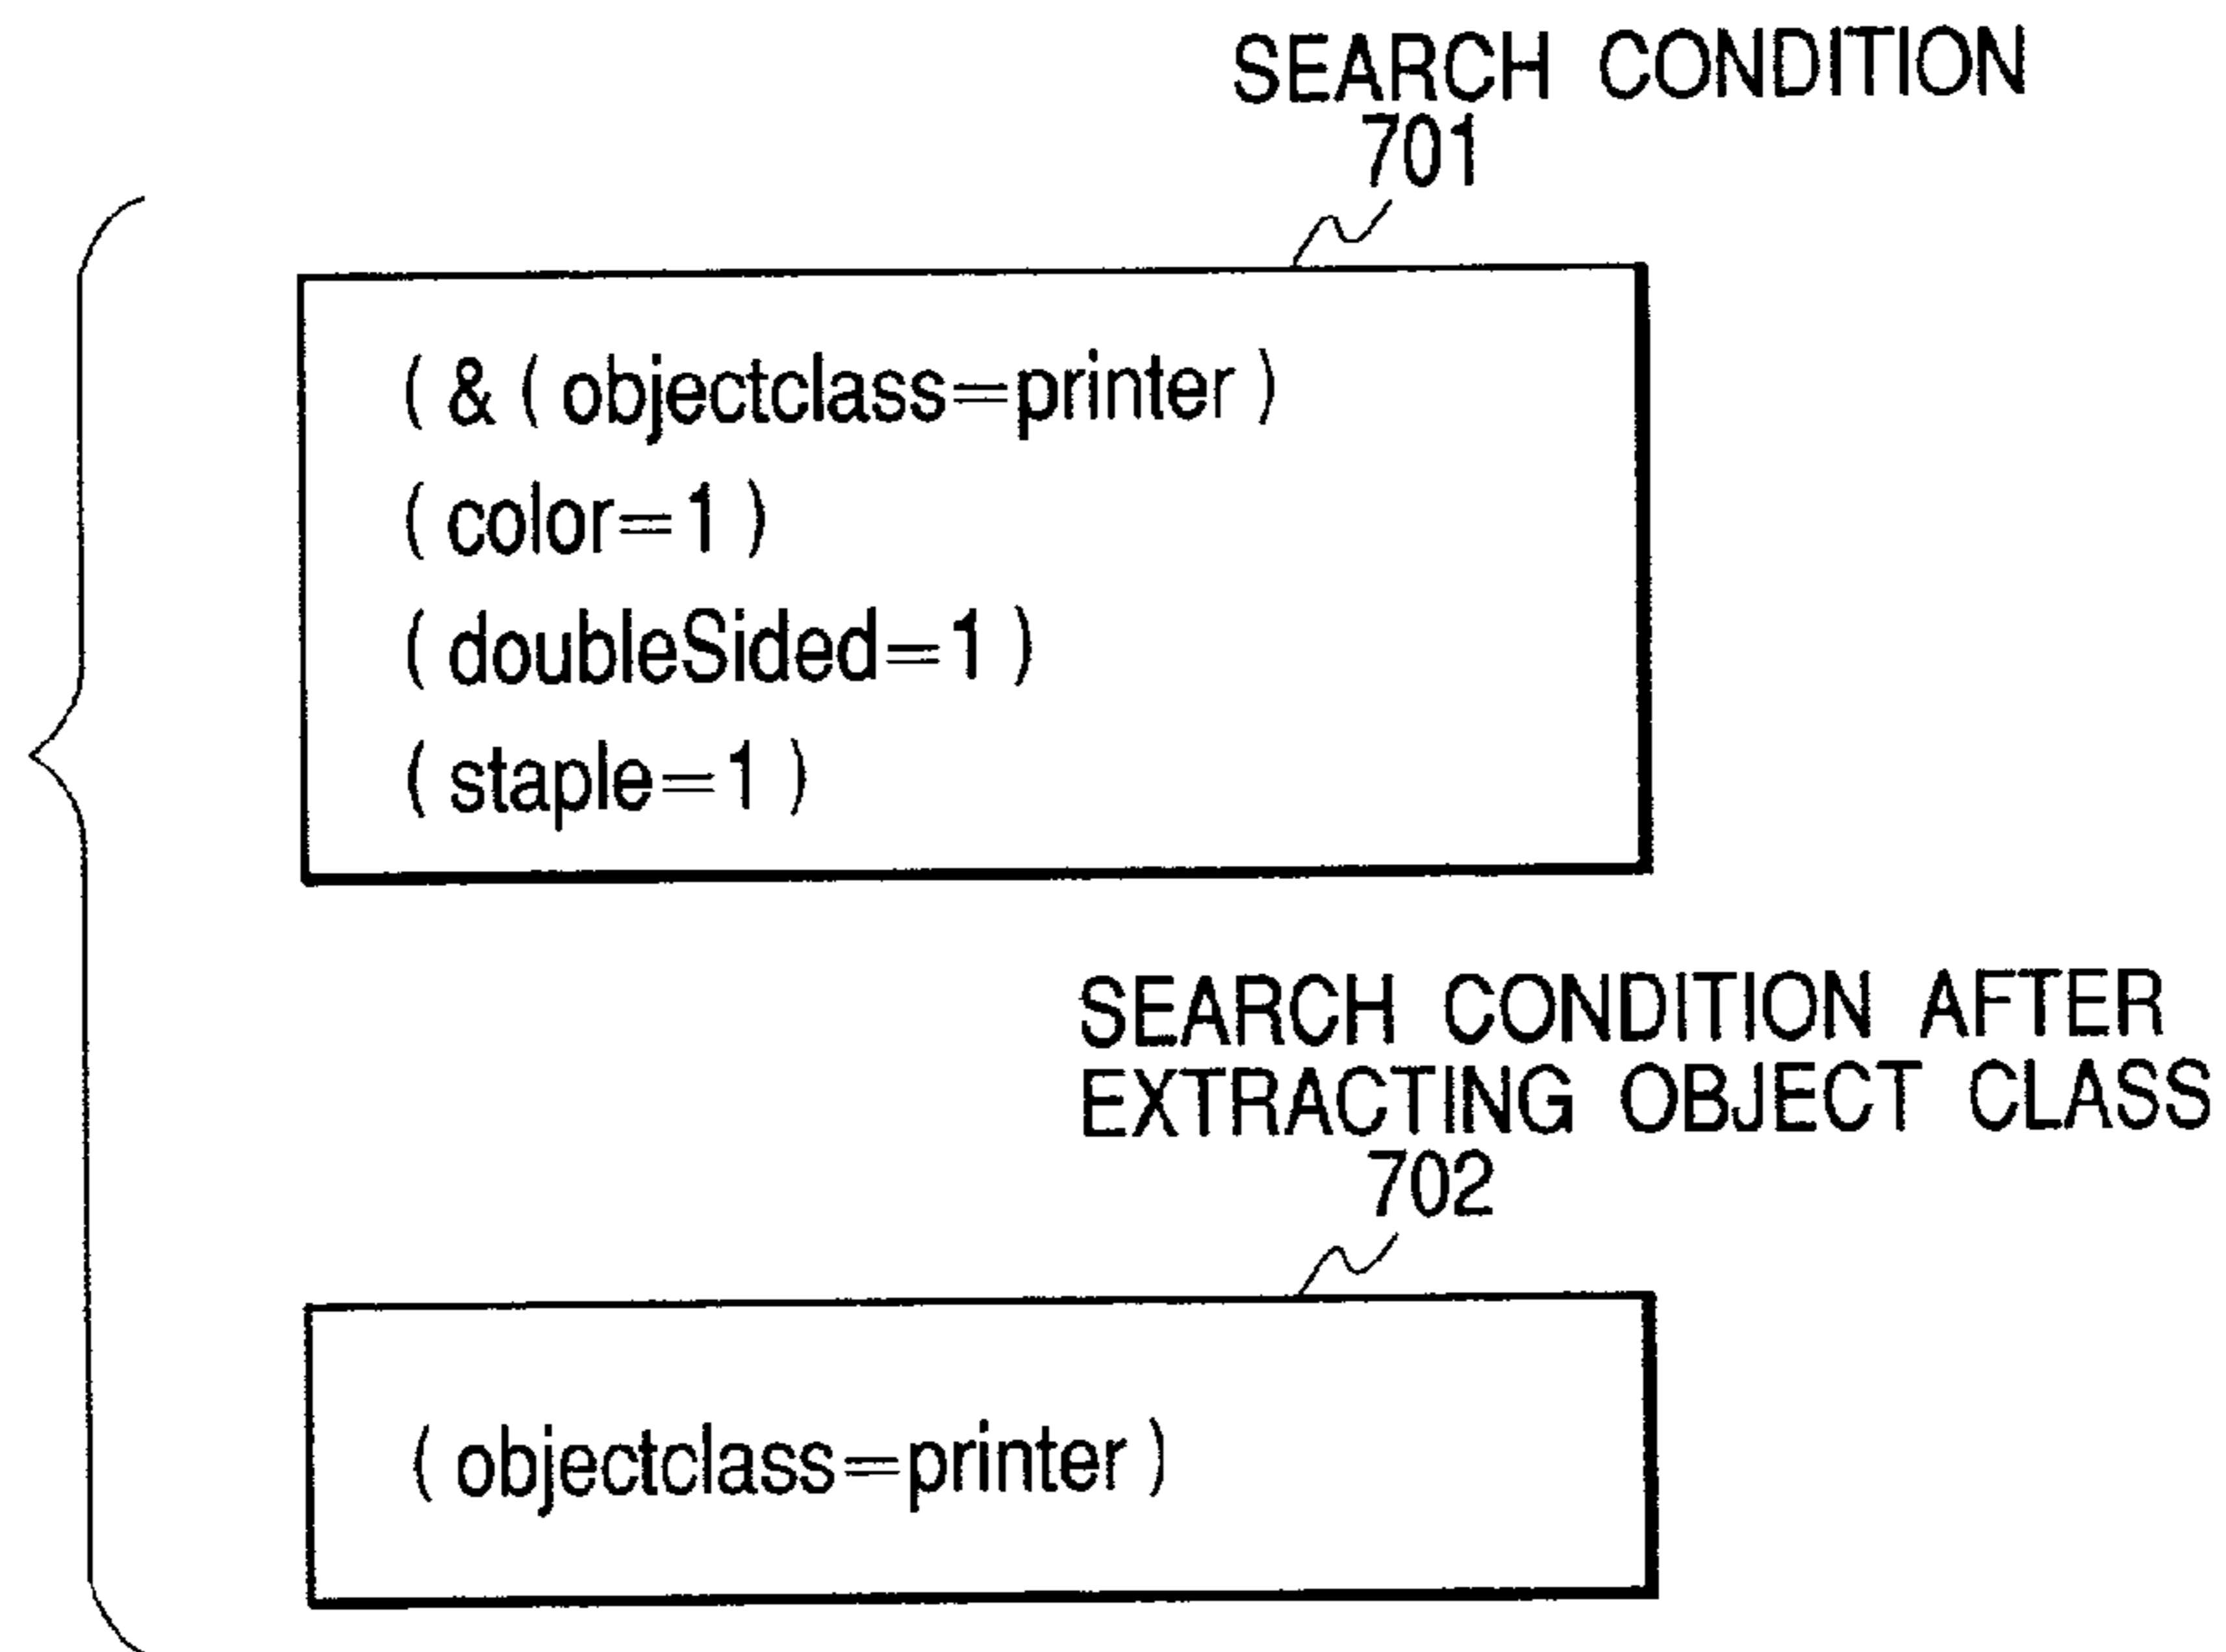 SEARCH CONDITION
701
( & ( objectclass=printer )
( color=1 )
( doubleSided=1 )
( staple=1 )
SEARCH CONDITION AFTER
EXTRACTING OBJECT CLASS
702
( objectclass=printer )